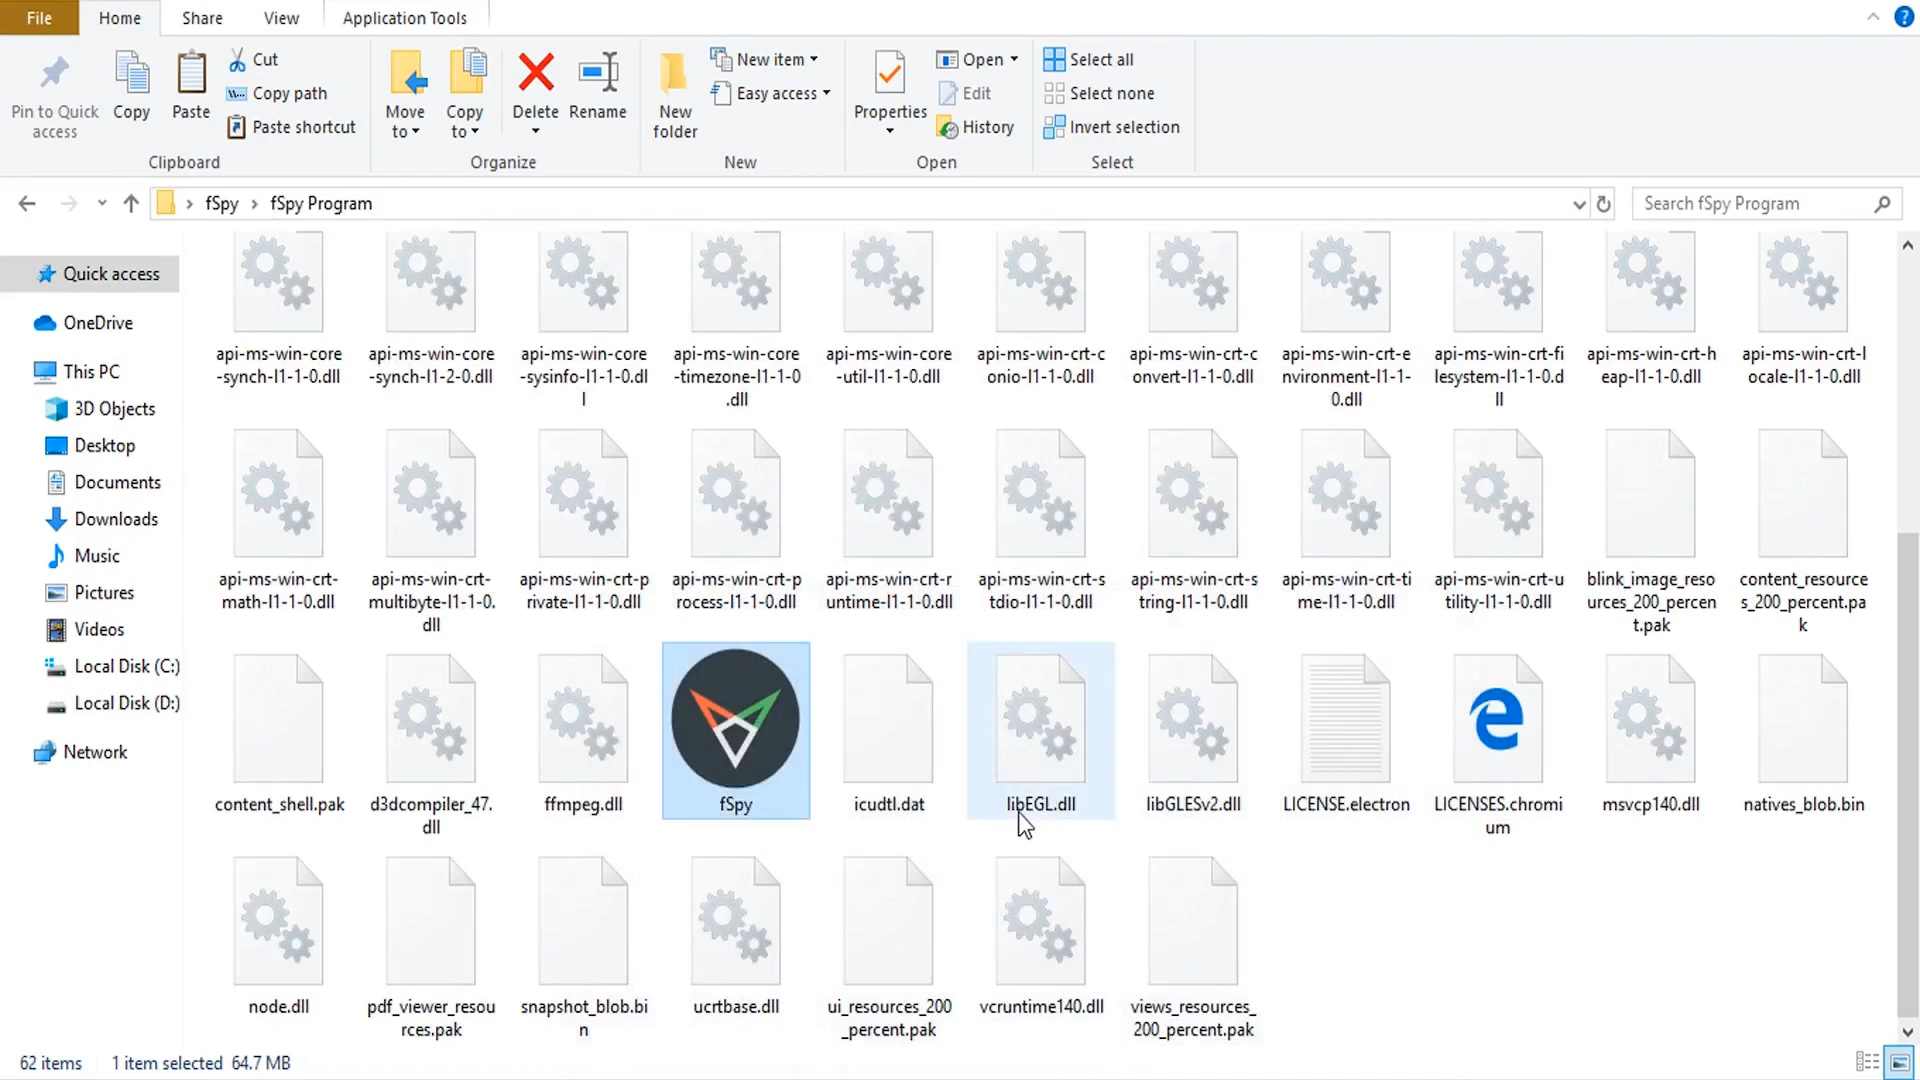 File Home Share View Application Tools
Pin to Quick access
Copy
Paste
Cut
Copy path
Paste shortcut
Clipboard
Move to
Copy to
Delete
Rename
Organize
New folder
New item
Easy access
New
Properties
Open
Edit
History
Open
Select all
Select none
Invert selection
Select
fSpy fSpy Program
Search fSpy Program
Quick access
OneDrive
This PC
3D Objects
Desktop
Documents
Downloads
Music
Pictures
Videos
Local Disk (C:)
Local Disk (D:)
Network
api-ms-win-core
-synch-l1-1-0.dll
api-ms-win-core
-synch-l1-2-0.dll
api-ms-win-core
-sysinfo-l1-1-0.dl
l
api-ms-win-core
-timezone-l1-1-0
.dll
api-ms-win-core
-util-l1-1-0.dll
api-ms-win-crt-c
onio-l1-1-0.dll
api-ms-win-crt-c
onvert-l1-1-0.dll
api-ms-win-crt-e
nvironment-l1-1-
0.dll
api-ms-win-crt-fi
lesystem-l1-1-0.d
ll
api-ms-win-crt-h
eap-l1-1-0.dll
api-ms-win-crt-l
ocale-l1-1-0.dll
api-ms-win-crt-
math-l1-1-0.dll
api-ms-win-crt-
multibyte-l1-1-0.
dll
api-ms-win-crt-p
rivate-l1-1-0.dll
api-ms-win-crt-p
rocess-l1-1-0.dll
api-ms-win-crt-r
untime-l1-1-0.dll
api-ms-win-crt-s
tdio-l1-1-0.dll
api-ms-win-crt-s
tring-l1-1-0.dll
api-ms-win-crt-ti
me-l1-1-0.dll
api-ms-win-crt-u
tility-l1-1-0.dll
blink_image_reso
urces_200_percen
t.pak
content_resource
s_200_percent.pa
k
content_shell.pak
d3dcompiler_47.
dll
ffmpeg.dll
fSpy
icudtl.dat
libEGL.dll
libGLESv2.dll
LICENSE.electron
LICENSES.chromi
um
msvcp140.dll
natives_blob.bin
node.dll
pdf_viewer_resou
rces.pak
snapshot_blob.bi
n
ucrtbase.dll
ui_resources_200
_percent.pak
vcruntime140.dll
views_resources_
200_percent.pak
62 items 1 item selected 64.7 MB